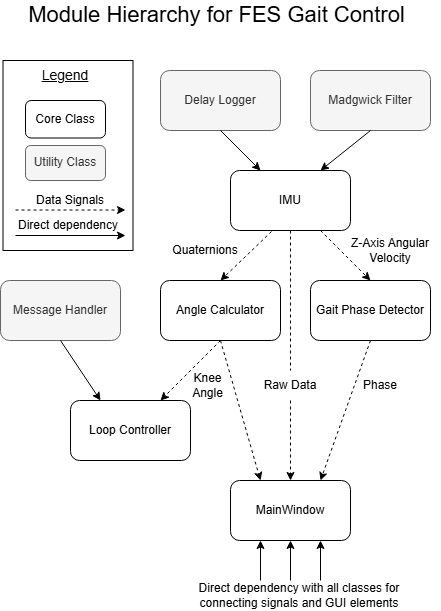 Module Hierarchy for FES Gait Control
Legend
Core Class
Utility Class
Data Signals
Direct dependency
Delay Logger
Madgwick Filter
IMU
Quaternions
Z-Axis Angular
Velocity
Message Handler
Angle Calculator
Gait Phase Detector
Knee
Angle
Raw Data
Phase
Loop Controller
MainWindow
Direct dependency with all classes for
connecting signals and GUI elements